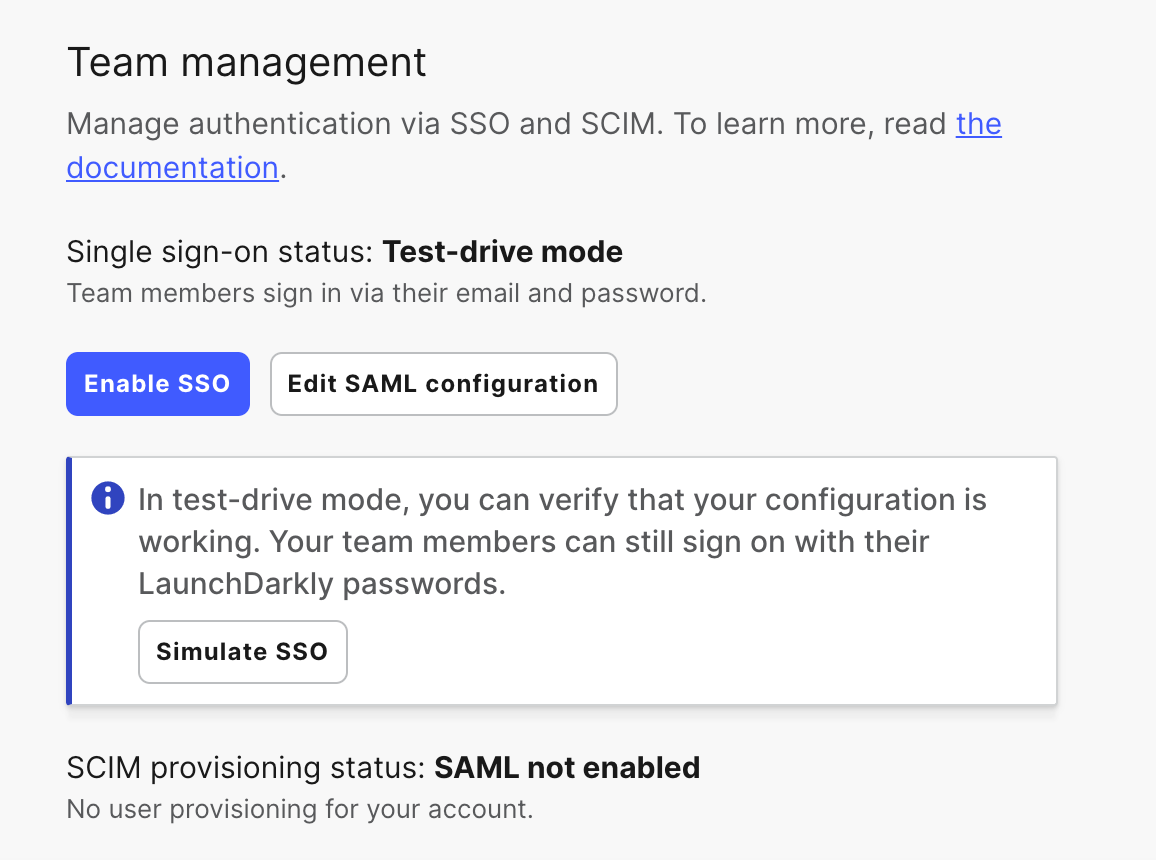 Team management
Manage authentication via SSO and SCIM. To learn more, read the
documentation.
Single sign-on status: Test-drive mode
Team members sign in via their email and password.
Enable SSO
Edit SAML configuration
In test-drive mode, you can verify that your configuration is
working. Your team members can still sign on with their
LaunchDarkly passwords.
Simulate SSO
SCIM provisioning status: SAML not enabled
No user provisioning for your account.